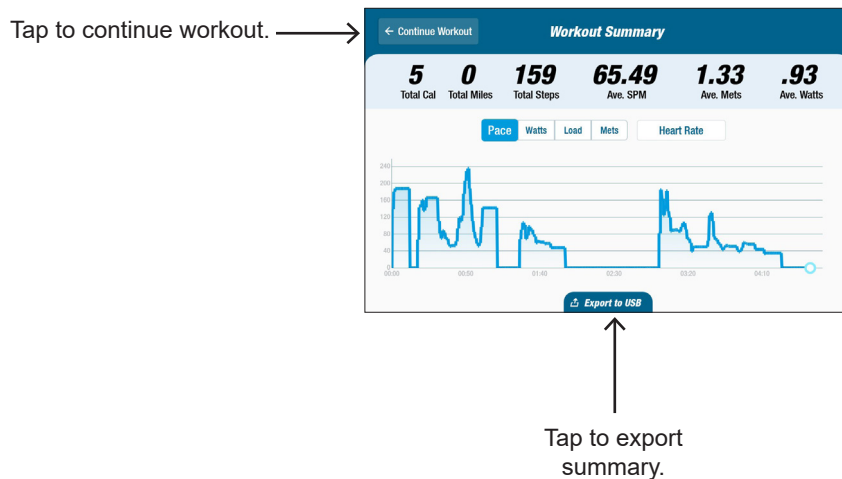 Tap to continue workout.
← Continue Workout
Workout Summary
5 0 159 65.49 1.33 .93
Total Cal Total Miles Total Steps Ave. SPM Ave. Mets Ave. Watts
Pace Watts Load Mets Heart Rate
240
200
180
120
80
40
0
00:00 00:50 01:40 02:30 03:20 04:10
Export to USB
Tap to export
summary.